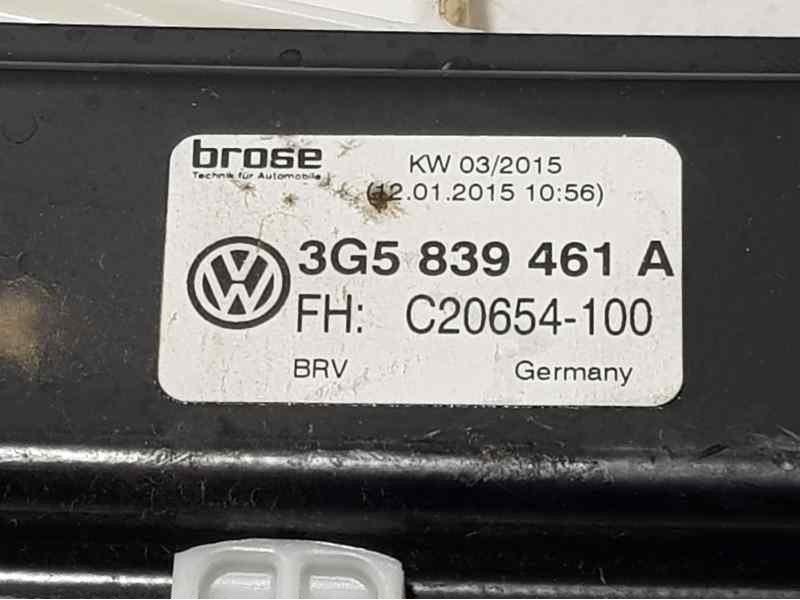 brose
Technik für Automobile
KW 03/2015
(12.01.2015 10:56)
3G5 839 461 A
FH: C20654-100
BRV Germany